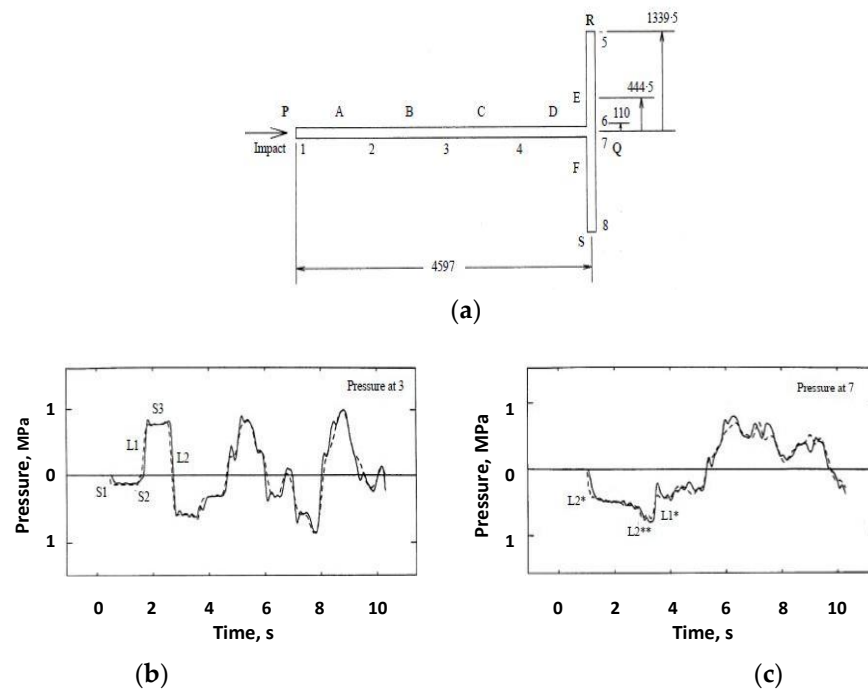 R
1339·5
5
E
444·5
P
A
B
C
D
110
6
Impact
1
2
3
4
7
Q
F
8
S
4597
(a)
Pressure at 3
Pressure at 7
1
S3
L1
L2
0
S1
S2
1
Pressure, MPa
0 2 4 6 8 10
Time, s
(b)
1
0
L2*
L1*
L2**
1
Pressure, MPa
0 2 4 6 8 10
Time, s
(c)